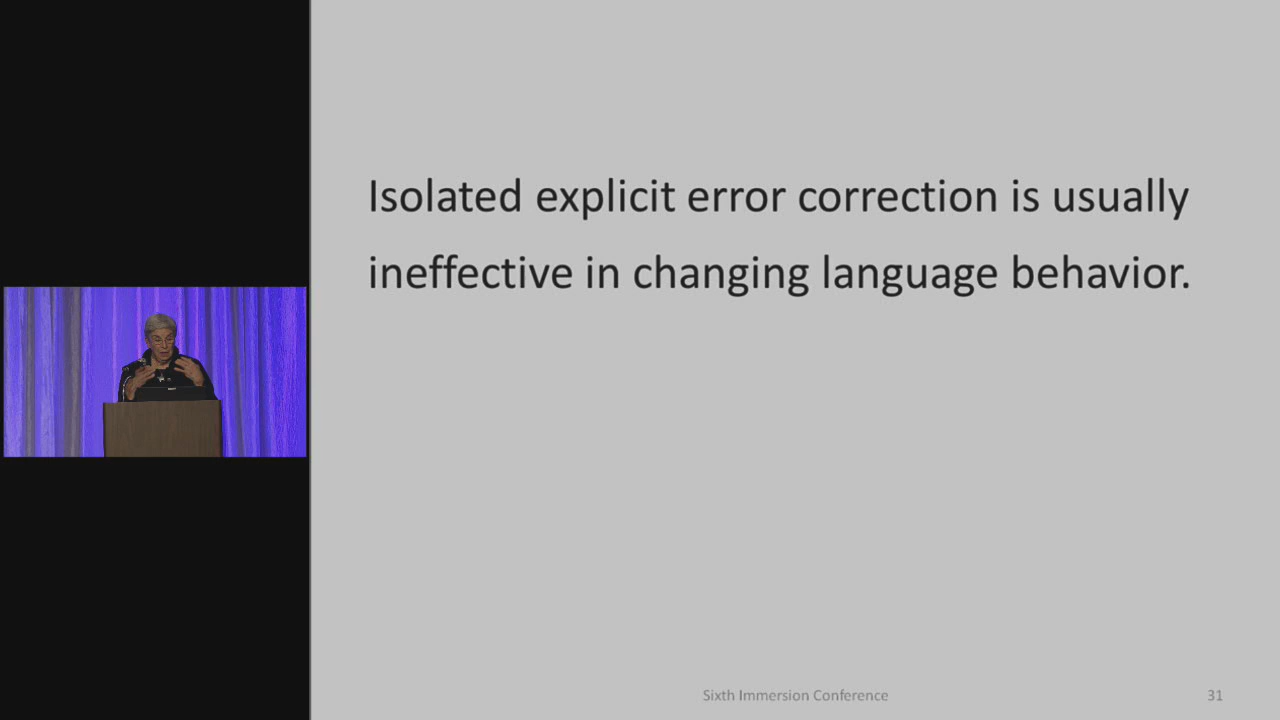 Isolated explicit error correction is usually
ineffective in changing language behavior.
Sixth Immersion Conference
31